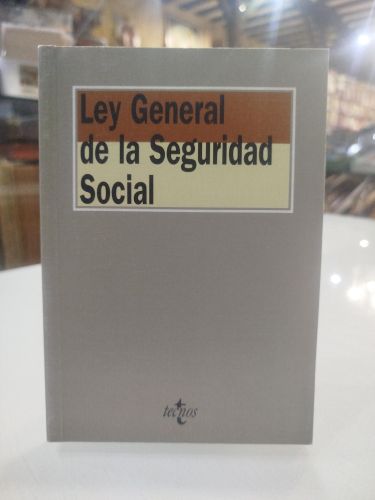 Ley General
de la Seguridad
Social
tecnos